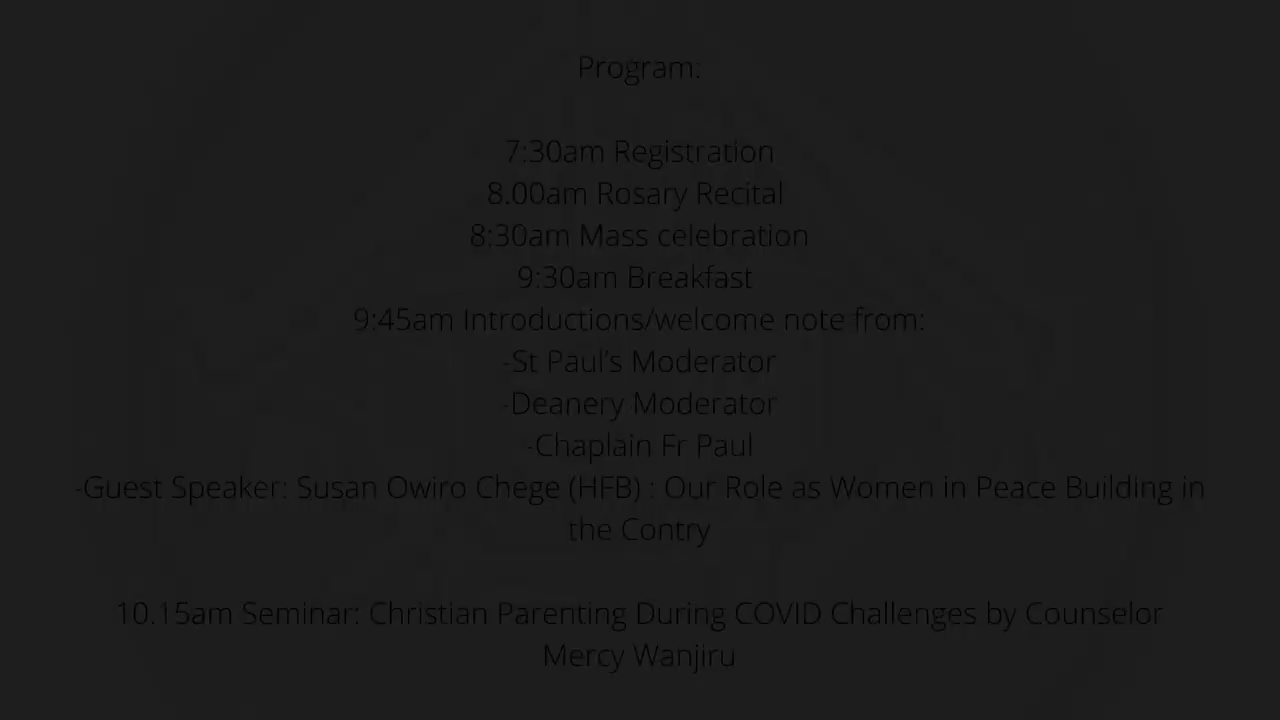 Program:
7:30am Registration
8.00am Rosary Recital
8:30am Mass celebration
9:30am Breakfast
9:45am Introductions/welcome note from:
-St Paul's Moderator
-Deanery Moderator
-Chaplain Fr Paul
-Guest Speaker: Susan Owiro Chege (HFB) : Our Role as Women in Peace Building in
the Contry
10.15am Seminar: Christian Parenting During COVID Challenges by Counselor
Mercy Wanjiru